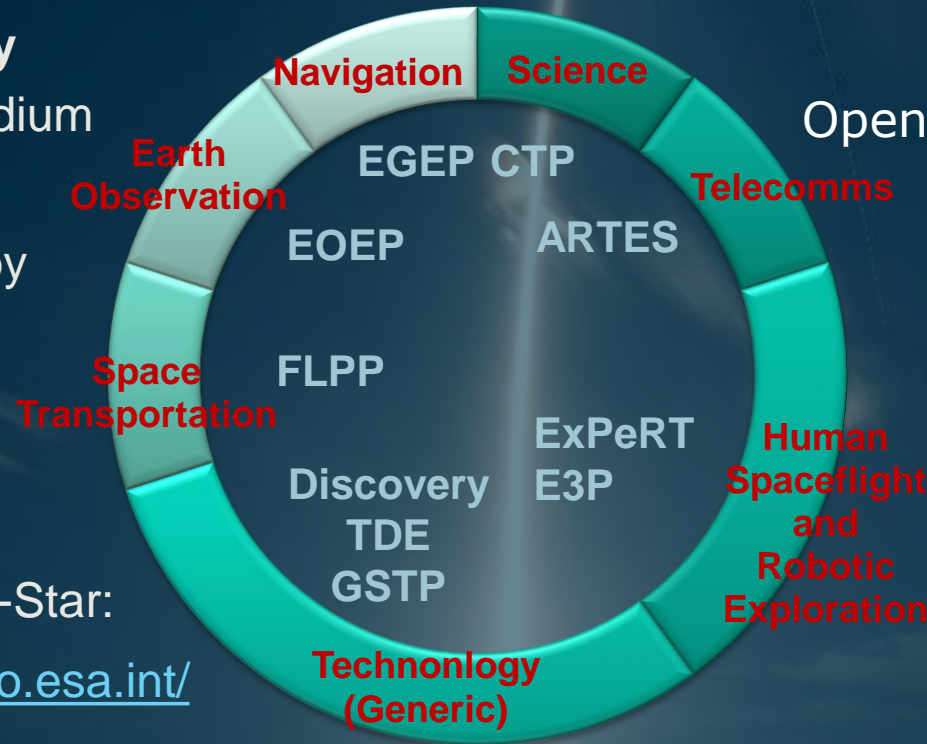 y
dium
Open
Navigation
Science
Earth
Observation
EGEP CTP
Telecomms
EOEP
ARTES
by
Space
Transportation
FLPP
ExPeRT
E3P
Human
Spaceflight
and
Robotic
Exploration
Discovery
TDE
GSTP
-Star:
o.esa.int/
Technonlogy
(Generic)